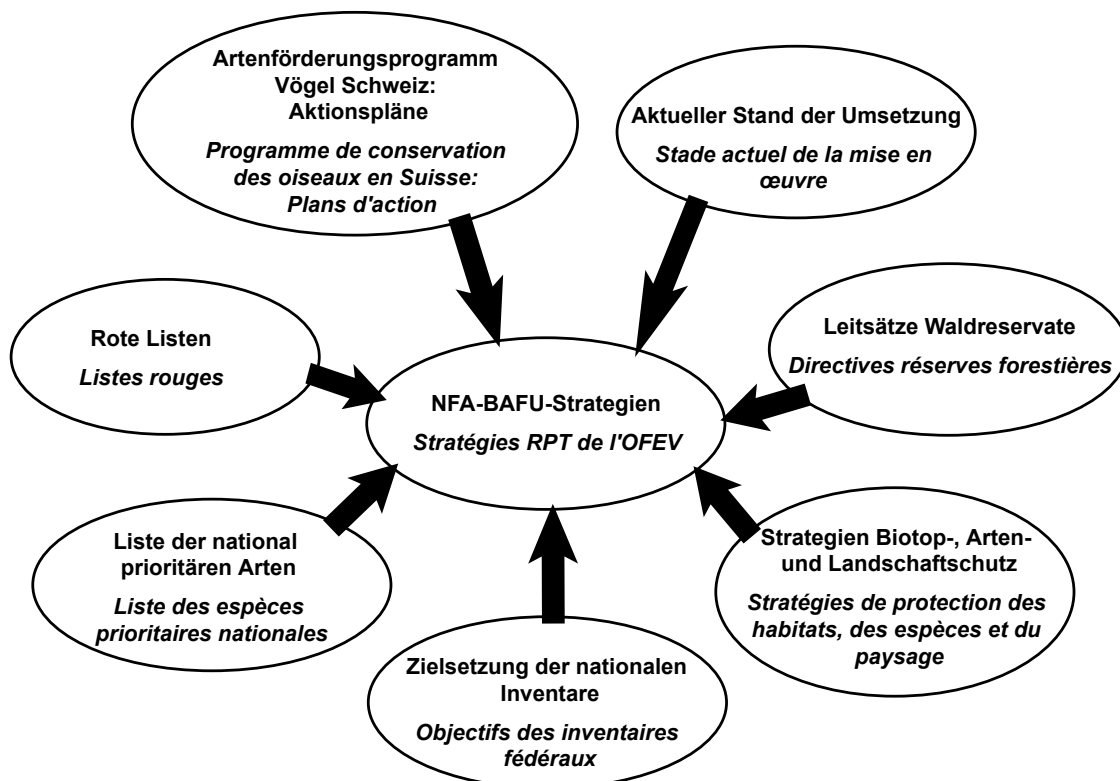 Artenförderungsprogramm
Vögel Schweiz:
Aktionspläne
Programme de conservation
des oiseaux en Suisse:
Plans d'action
Aktueller Stand der Umsetzung
Stade actuel de la mise en
œuvre
Rote Listen
Listes rouges
Leitsätze Waldreservate
Directives réserves forestières
NFA-BAFU-Strategien
Stratégies RPT de l'OFEV
Liste der national
prioritären Arten
Liste des espèces
prioritaires nationales
Strategien Biotop-, Arten-
und Landschaftschutz
Stratégies de protection des
habitats, des espèces et du
paysage
Zielsetzung der nationalen
Inventare
Objectifs des inventaires
fédéraux